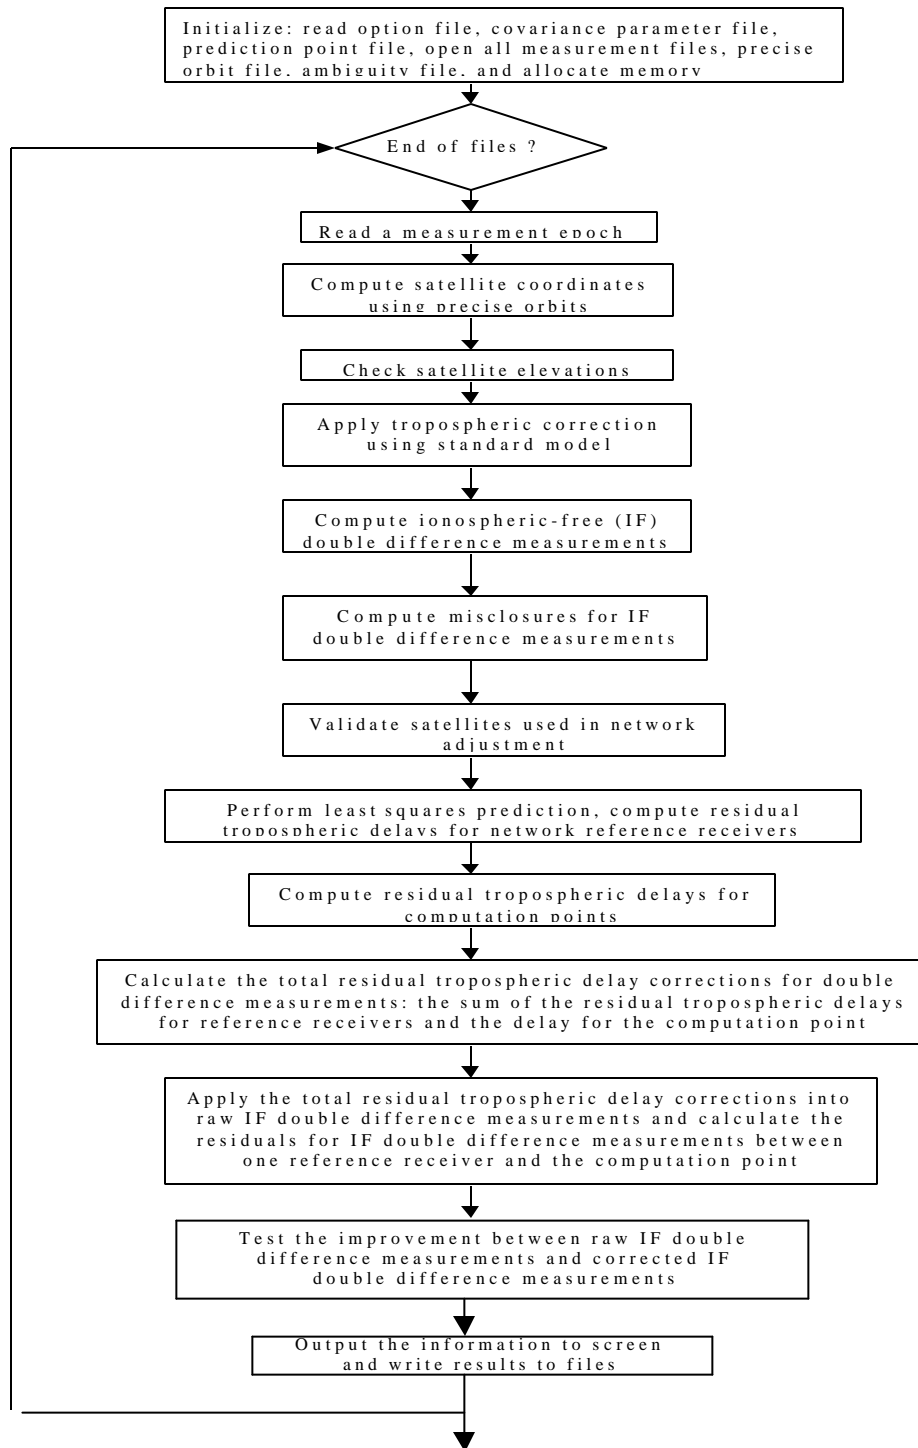 Initialize: read option file, covariance parameter file,
prediction point file, open all measurement files, precise
orbit file, ambiguity file, and allocate memory
End of files ?
Read a measurement epoch
Compute satellite coordinates
using precise orbits
Check satellite elevations
Apply tropospheric correction
using standard model
Compute ionospheric-free (IF)
double difference measurements
Compute misclosures for IF
double difference measurements
Validate satellites used in network
adjustment
Perform least squares prediction, compute residual
tropospheric delays for network reference receivers
Compute residual tropospheric delays for
computation points
Calculate the total residual tropospheric delay corrections for double
difference measurements: the sum of the residual tropospheric delays
for reference receivers and the delay for the computation point
Apply the total residual tropospheric delay corrections into
raw IF double difference measurements and calculate the
residuals for IF double difference measurements between
one reference receiver and the computation point
Test the improvement between raw IF double
difference measurements and corrected IF
double difference measurements
Output the information to screen
and write results to files